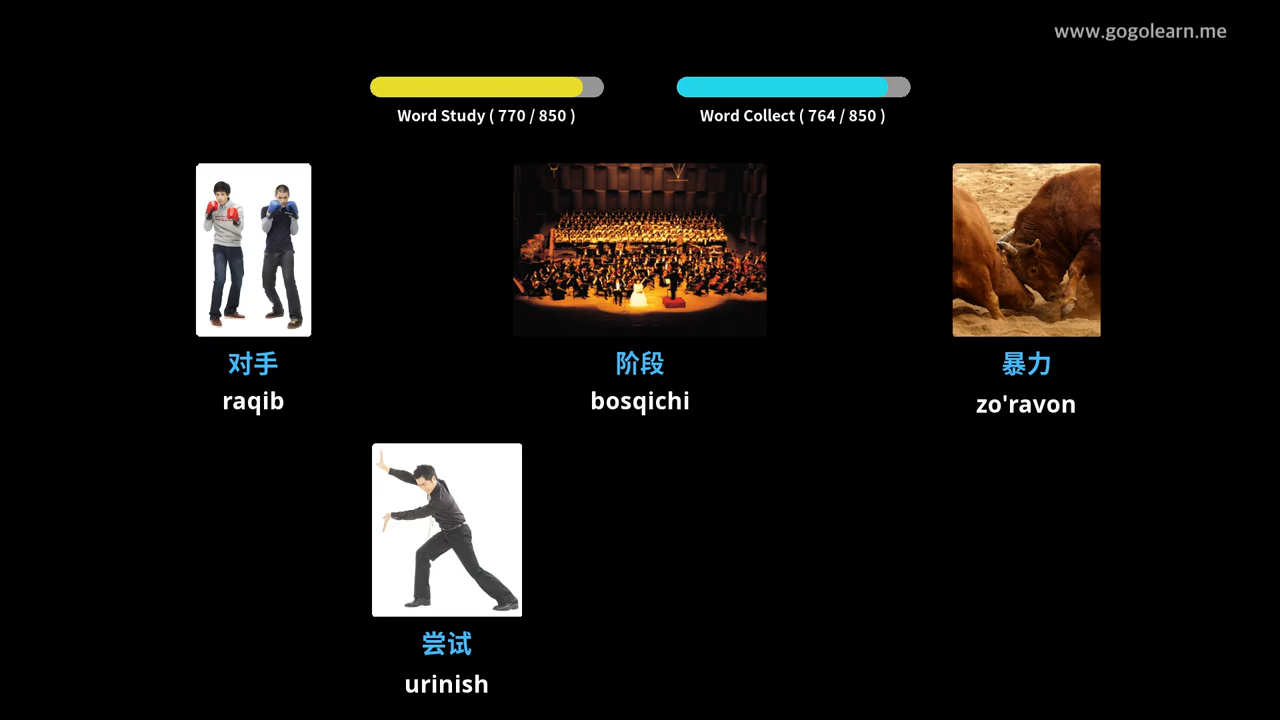 www.gogolearn.me
Word Study ( 770 / 850 )
Word Collect ( 764 / 850 )
对手
阶段
暴力
raqib
bosqichi
zo'ravon
尝试
urinish